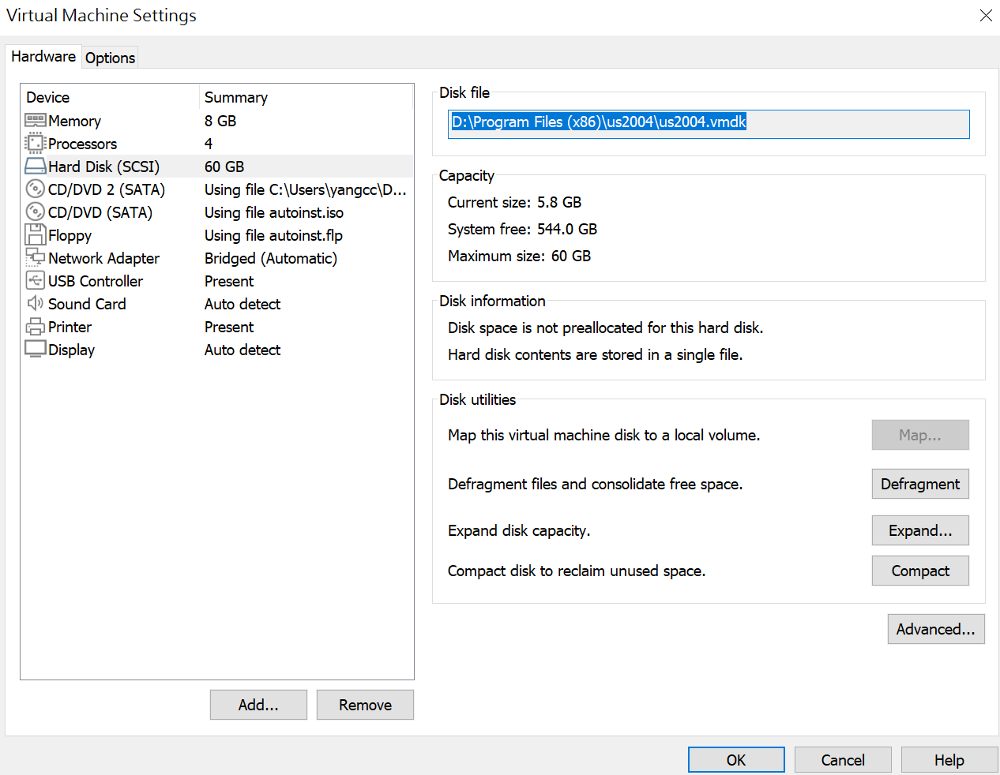 Virtual Machine Settings
Hardware
Options
Device Summary
Memory 8 GB
Processors 4
Hard Disk (SCSI) 60 GB
CD/DVD 2 (SATA) Using file C:\Users\yangcc\D...
CD/DVD (SATA) Using file autoinst.iso
Floppy Using file autoinst.flp
Network Adapter Bridged (Automatic)
USB Controller Present
Sound Card Auto detect
Printer Present
Display Auto detect
Add...
Remove
Disk file
D:\Program Files (x86)\us2004\us2004.vmdk
Capacity
Current size: 5.8 GB
System free: 544.0 GB
Maximum size: 60 GB
Disk information
Disk space is not preallocated for this hard disk.
Hard disk contents are stored in a single file.
Disk utilities
Map this virtual machine disk to a local volume. Map...
Defragment files and consolidate free space. Defragment
Expand disk capacity. Expand...
Compact disk to reclaim unused space. Compact
Advanced...
OK
Cancel
Help